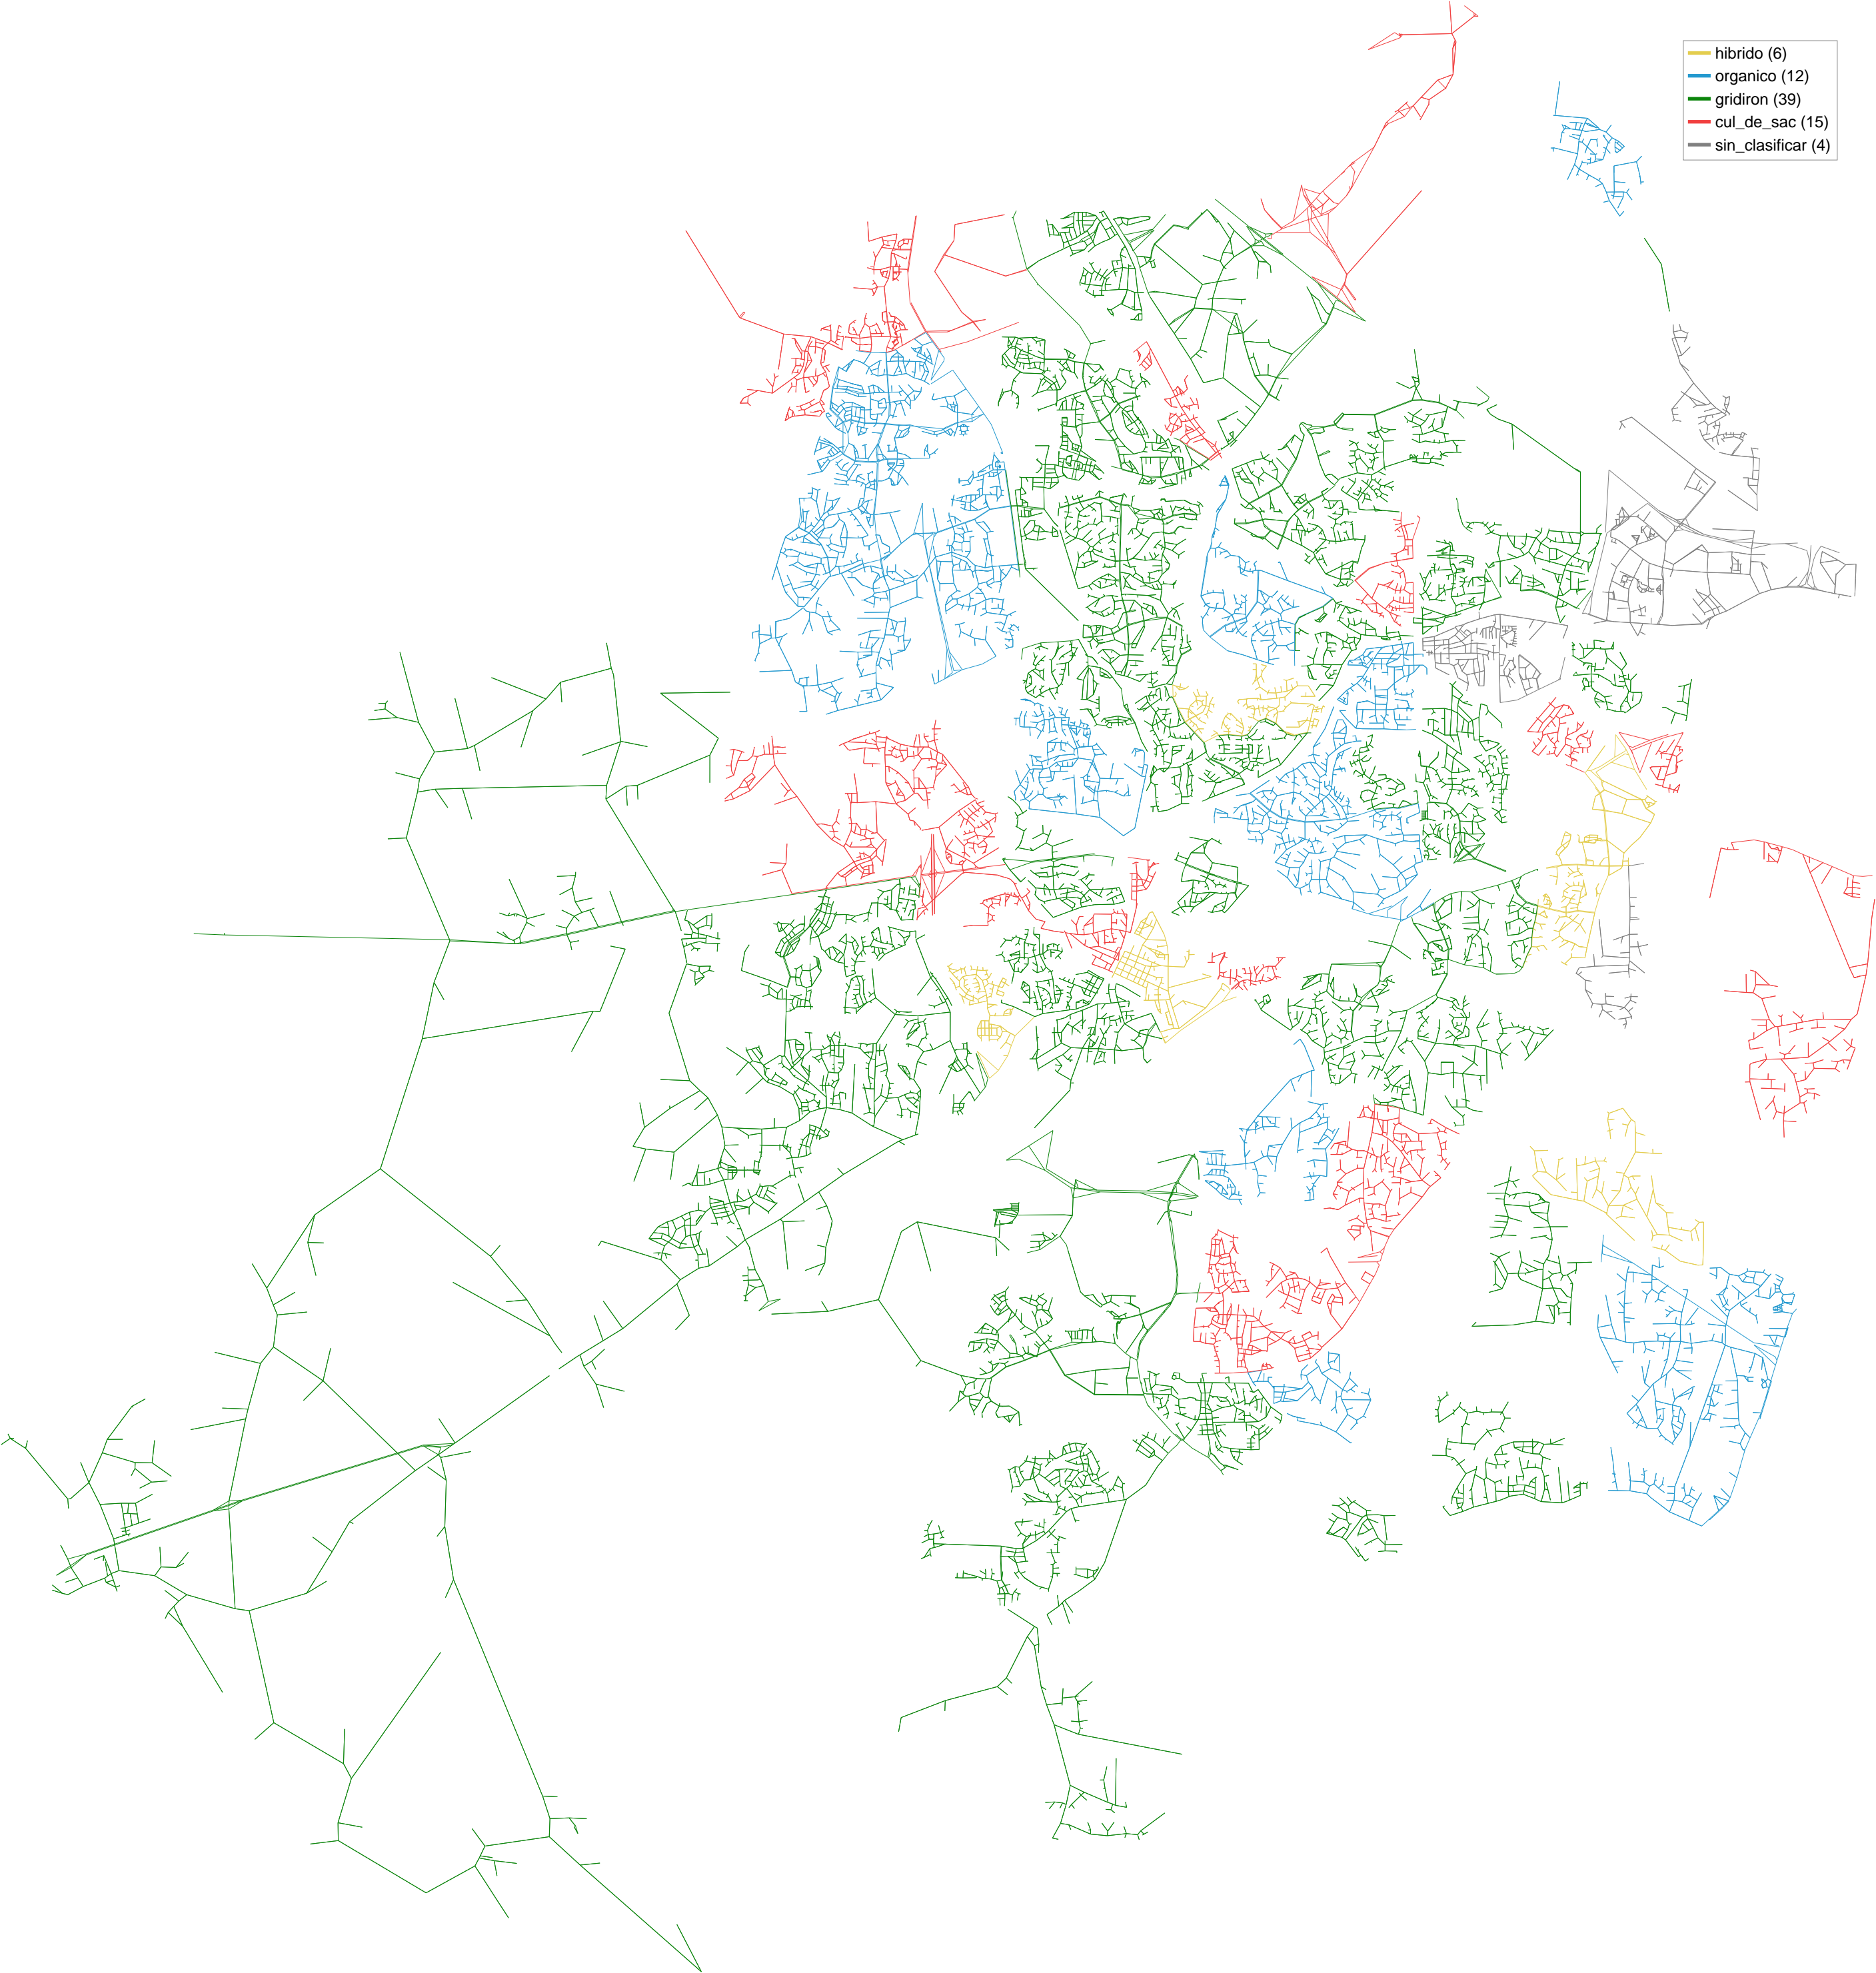 hibrido (6)
organico (12)
gridiron (39)
cul_de_sac (15)
sin_clasificar (4)